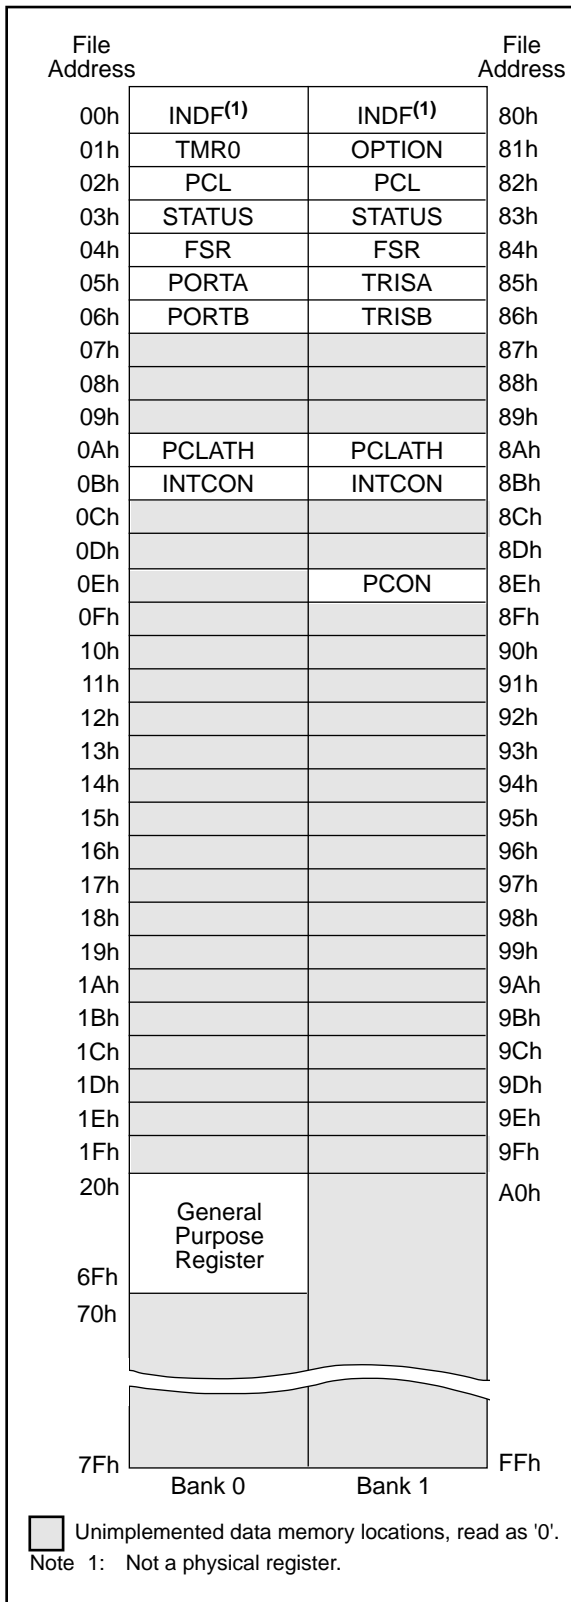 File Address File Address
00h INDF(1) INDF(1) 80h
01h TMR0 OPTION 81h
02h PCL PCL 82h
03h STATUS STATUS 83h
04h FSR FSR 84h
05h PORTA TRISA 85h
06h PORTB TRISB 86h
07h 87h
08h 88h
09h 89h
0Ah PCLATH PCLATH 8Ah
0Bh INTCON INTCON 8Bh
0Ch 8Ch
0Dh 8Dh
0Eh PCON 8Eh
0Fh 8Fh
10h 90h
11h 91h
12h 92h
13h 93h
14h 94h
15h 95h
16h 96h
17h 97h
18h 98h
19h 99h
1Ah 9Ah
1Bh 9Bh
1Ch 9Ch
1Dh 9Dh
1Eh 9Eh
1Fh 9Fh
20h A0h
General
Purpose
Register
6Fh
70h
7Fh FFh
Bank 0 Bank 1
Unimplemented data memory locations, read as '0'.
Note 1: Not a physical register.